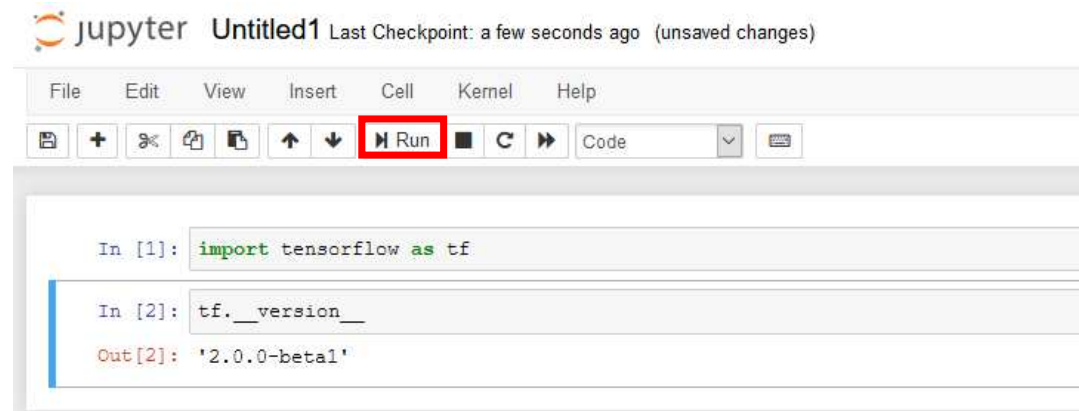 jupyter Untitled1 Last Checkpoint: a few seconds ago (unsaved changes)
File Edit View Insert Cell Kernel Help
Run Code
In [1]: import tensorflow as tf
In [2]: tf.__version__
Out[2]: '2.0.0-beta1'